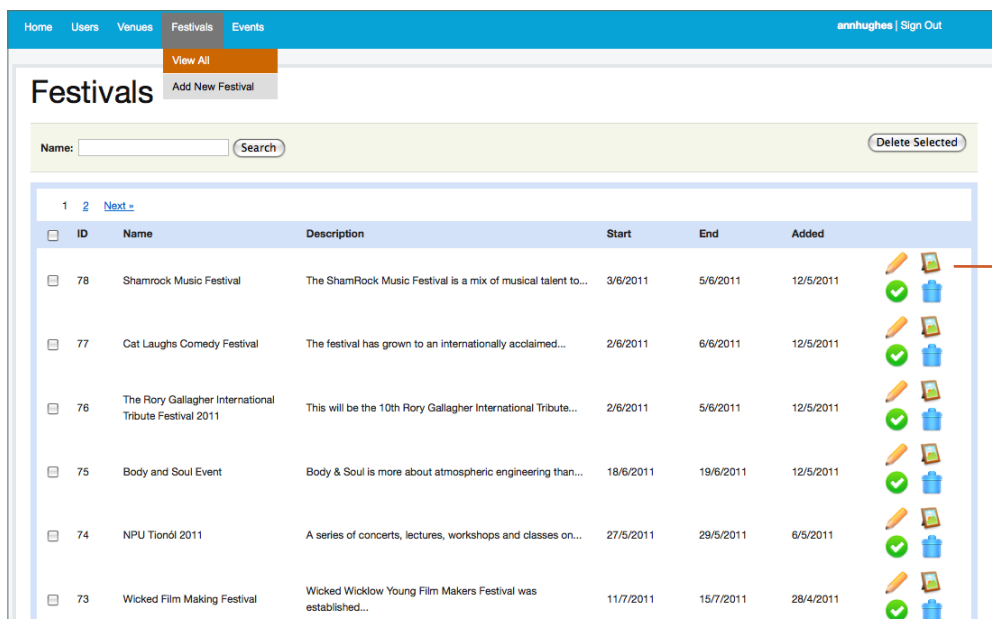 Home Users Venues Festivals Events annhughes | Sign Out
View All
Add New Festival
Festivals
Name: Search Delete Selected
1 2 Next »
ID Name Description Start End Added
78 Shamrock Music Festival The ShamRock Music Festival is a mix of musical talent to... 3/6/2011 5/6/2011 12/5/2011
77 Cat Laughs Comedy Festival The festival has grown to an internationally acclaimed... 2/6/2011 6/6/2011 12/5/2011
76 The Rory Gallagher International Tribute Festival 2011 This will be the 10th Rory Gallagher International Tribute... 2/6/2011 5/6/2011 12/5/2011
75 Body and Soul Event Body & Soul is more about atmospheric engineering than... 18/6/2011 19/6/2011 12/5/2011
74 NPU Tionól 2011 A series of concerts, lectures, workshops and classes on... 27/5/2011 29/5/2011 6/5/2011
73 Wicked Film Making Festival Wicked Wicklow Young Film Makers Festival was established... 11/7/2011 15/7/2011 28/4/2011